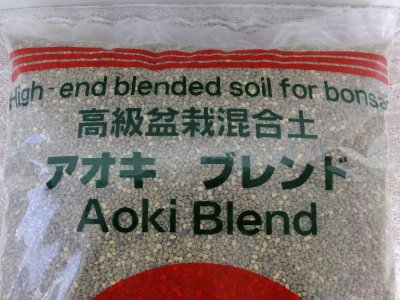 High-end blended soil for bonsa
高級盆栽混合土
アオキ ブレンド
Aoki Blend